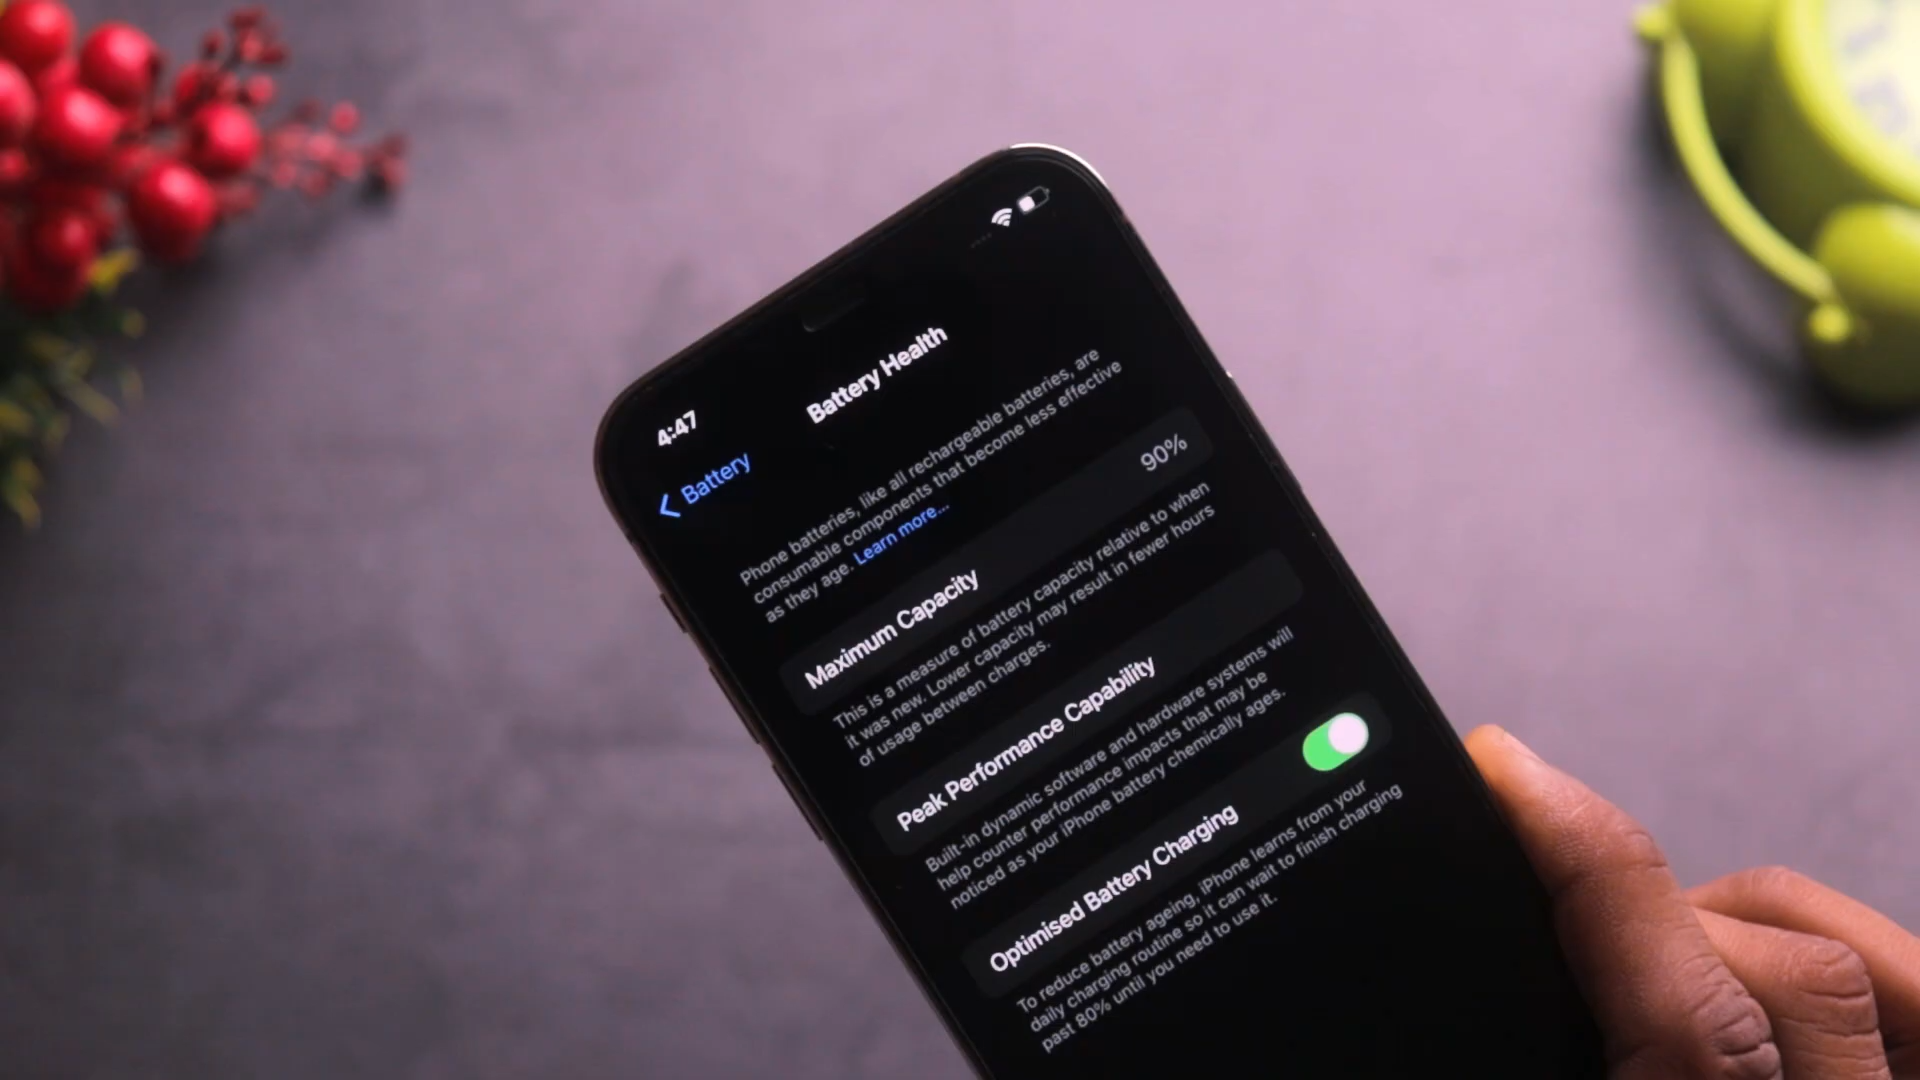 4:47
Battery
Battery Health
Phone batteries, like all rechargeable batteries, are
consumable components that become less effective
as they age. Learn more...
Maximum Capacity 90%
This is a measure of battery capacity relative to when
it was new. Lower capacity may result in fewer hours
of usage between charges.
Peak Performance Capability
Built-in dynamic software and hardware systems will
help counter performance impacts that may be
noticed as your iPhone battery chemically ages.
Optimised Battery Charging
To reduce battery ageing, iPhone learns from your
daily charging routine so it can wait to finish charging
past 80% until you need to use it.